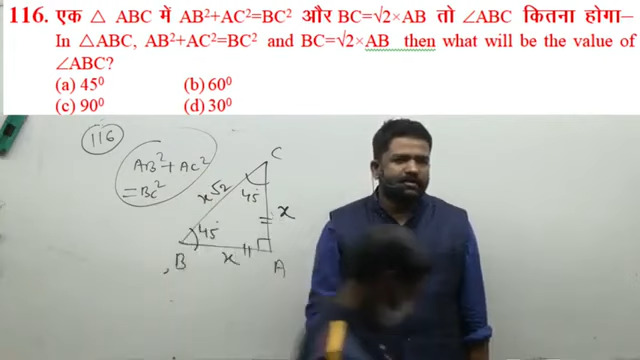 116. एक △ ABC में AB²+AC²=BC² और BC=√2×AB तो ∠ABC कितना होगा–
In △ABC, AB²+AC²=BC² and BC=√2×AB then what will be the value of
∠ABC?
(a) 45⁰ (b) 60⁰
(c) 90⁰ (d) 30⁰
116
AB²+AC²
=BC²
C
x√2
45°
x
45°
B
x
A